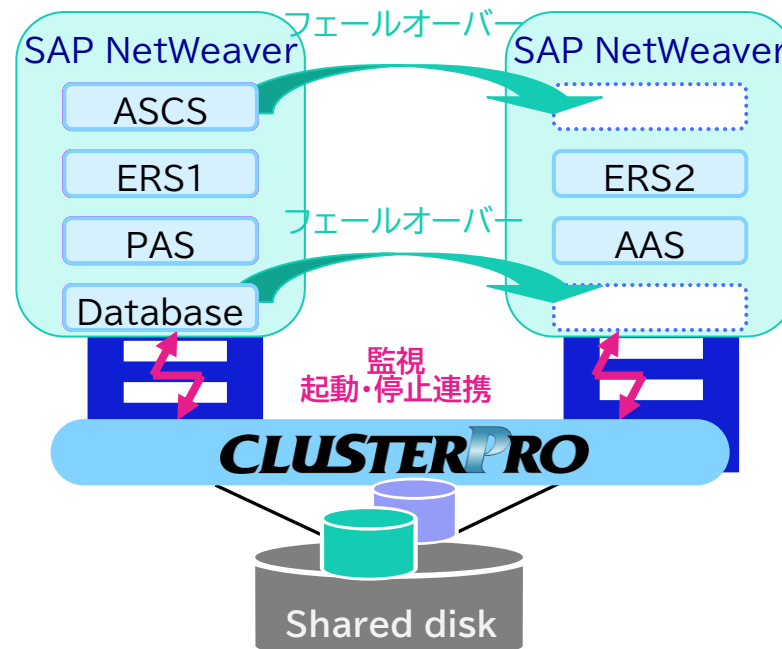 フェールオーバー
SAP NetWeaver
SAP NetWeaver
ASCS
ERS1
ERS2
フェールオーバー
PAS
AAS
Database
監視
起動・停止連携
CLUSTERPRO
Shared disk